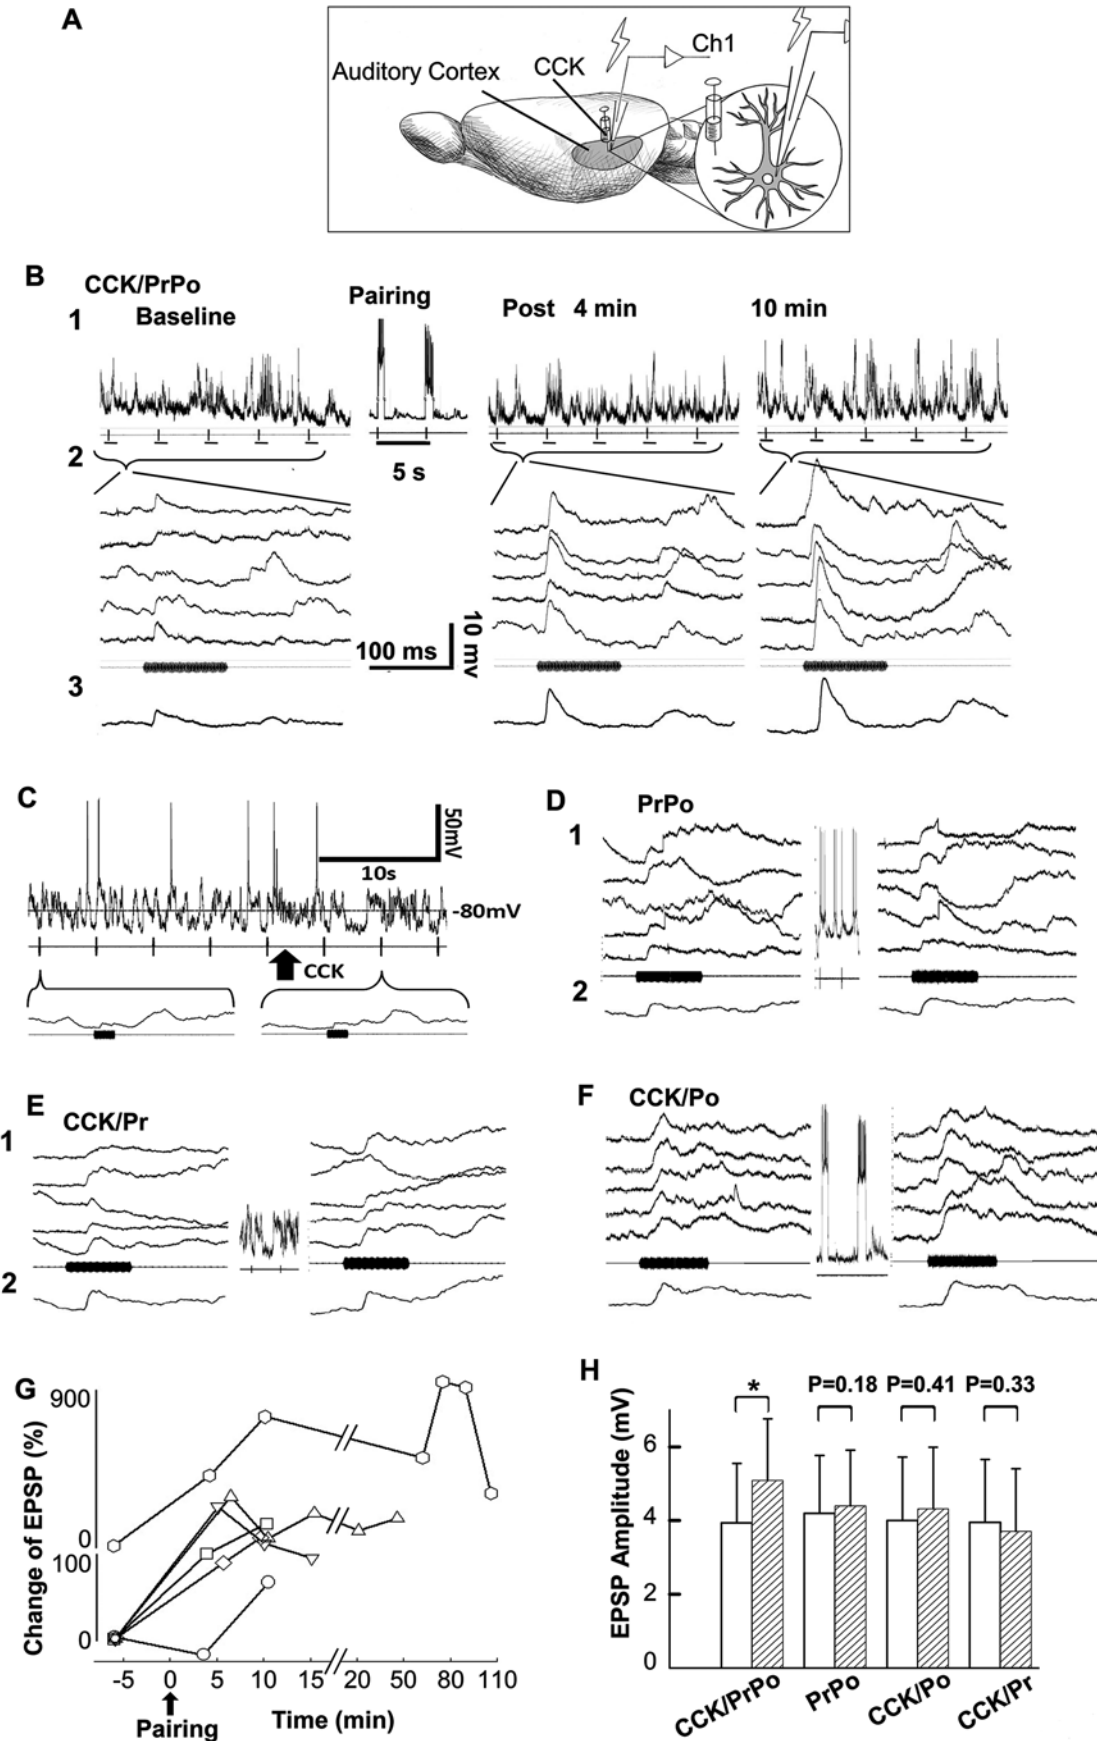 A
Auditory Cortex
CCK
Ch1
B
CCK/PrPo
1
Baseline
Pairing
Post 4 min
10 min
5 s
2
100 ms
10 mv
3
C
50mV
10s
-80mV
CCK
D
PrPo
1
2
E
CCK/Pr
1
2
F
CCK/Po
G
Change of EPSP (%)
900
0
100
0
-5 0 5 10 15 20 50 80 110
Pairing
Time (min)
H
EPSP Amplitude (mV)
* P=0.18 P=0.41 P=0.33
6
4
2
0
CCK/PrPo PrPo CCK/Po CCK/Pr